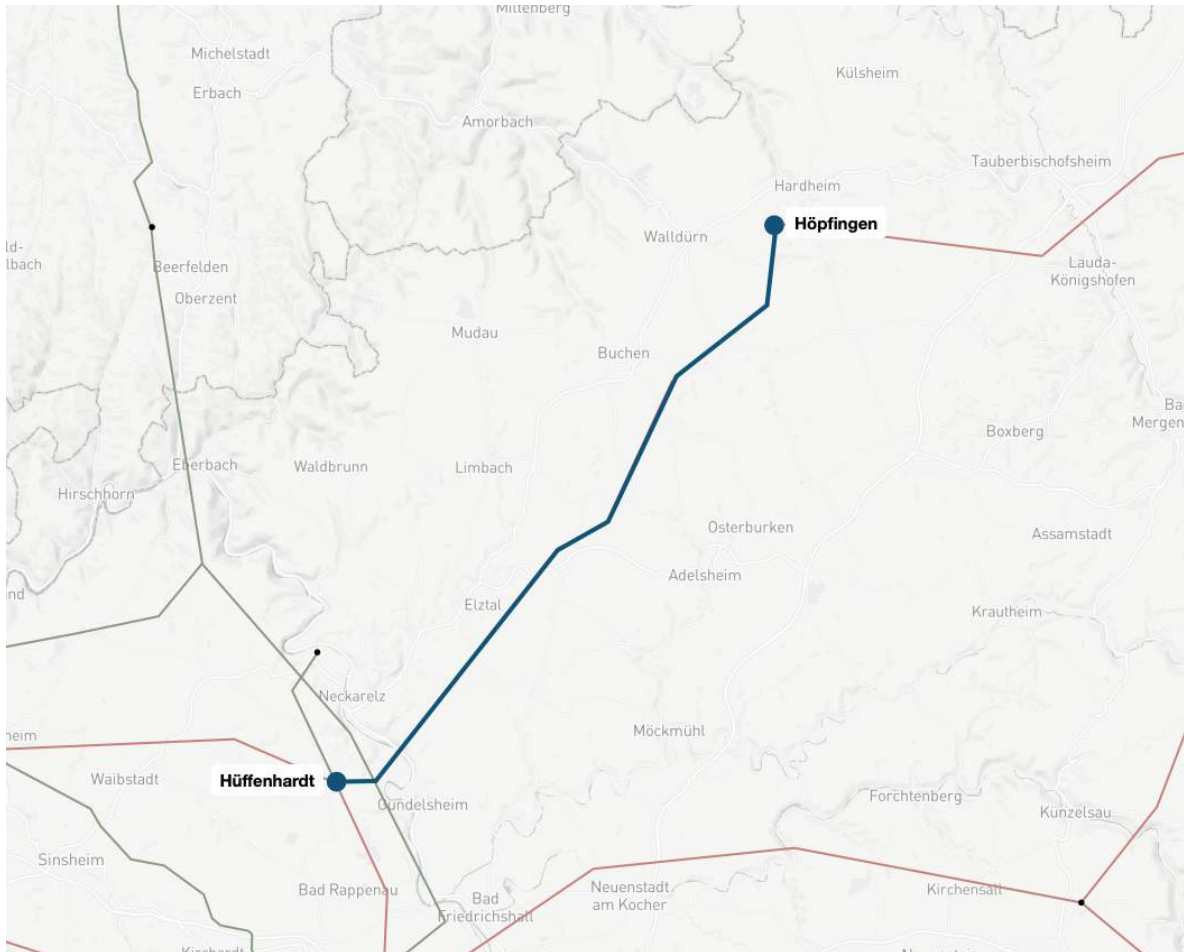 Miltenberg
Michelstadt
Külsheim
Erbach
Amorbach
Tauberbischofsheim
Hardheim
Höpfingen
Walldürn
Beerfelden
Lauda-
Königshofen
Oberzent
Mudau
Buchen
Boxberg
Eberbach
Waldbrunn
Limbach
Hirschhorn
Osterburken
Assamstadt
Adelsheim
Elztal
Krautheim
Neckarelz
Möckmühl
Waibstadt
Hüffenhardt
Gundelsheim
Forchtenberg
Künzelsau
Sinsheim
Bad Rappenau
Bad
Friedrichshall
Neuenstadt
am Kocher
Kirchensall